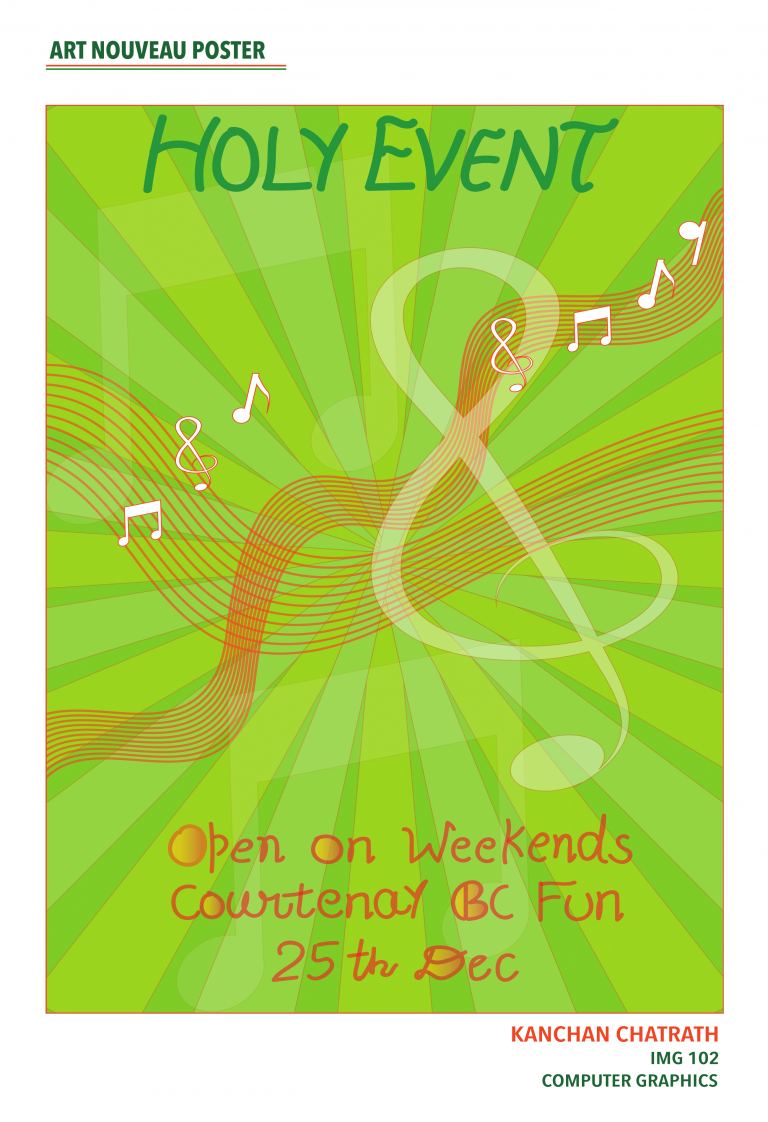 ART NOUVEAU POSTER
HOLY EVENT
Open on Weekends
Courtenay BC Fun
25th Dec
KANCHAN CHATRATH
IMG 102
COMPUTER GRAPHICS